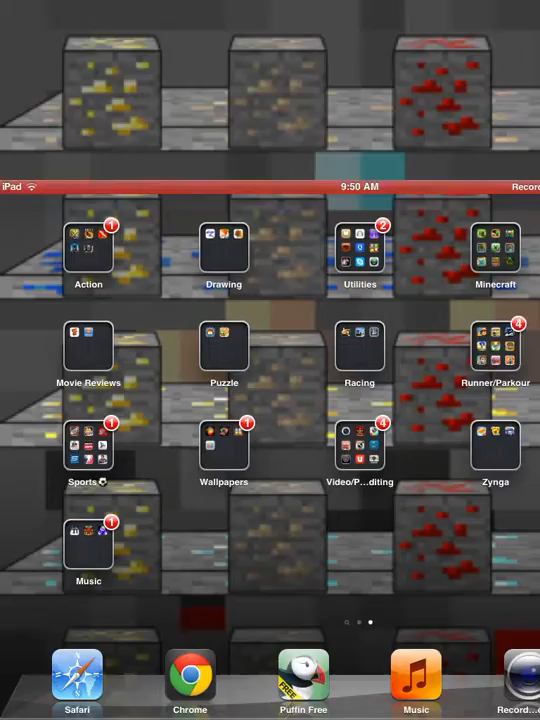 iPad 9:50 AM Recor
1 2
Action Drawing Utilities Minecraft
4
Movie Reviews Puzzle Racing Runner/Parkour
1 1 4
Sports Wallpapers Video/P...diting Zynga
1
Music
FREE
Safari Chrome Puffin Free Music Record...